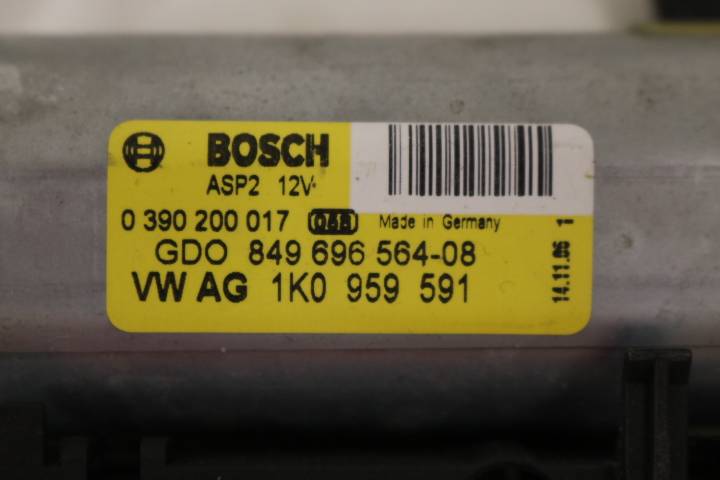 BOSCH
ASP2 12V
0 390 200 017 Made in Germany
GDO 849 696 564-08
VW AG 1K0 959 591
14.11.06 1